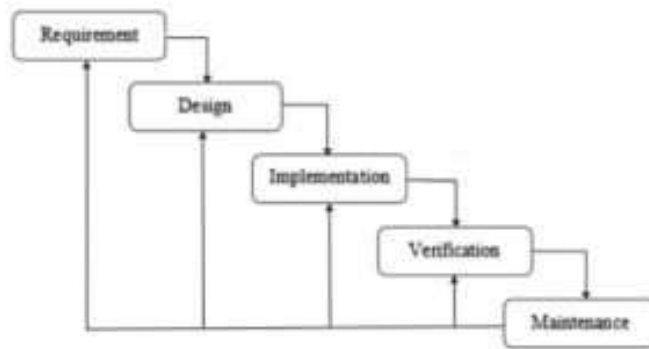 Requirement
Design
Implementation
Verification
Maintenance